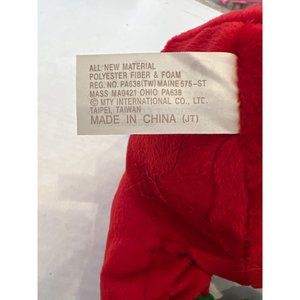 ALL NEW MATERIAL
POLYESTER FIBER & FOAM
REG. NO. PA638(TW) MAINE 575-ST
MASS MA0421 OHIO PA638
© MTY INTERNATIONAL CO., LTD.
TAIPEI, TAIWAN
MADE IN CHINA (JT)